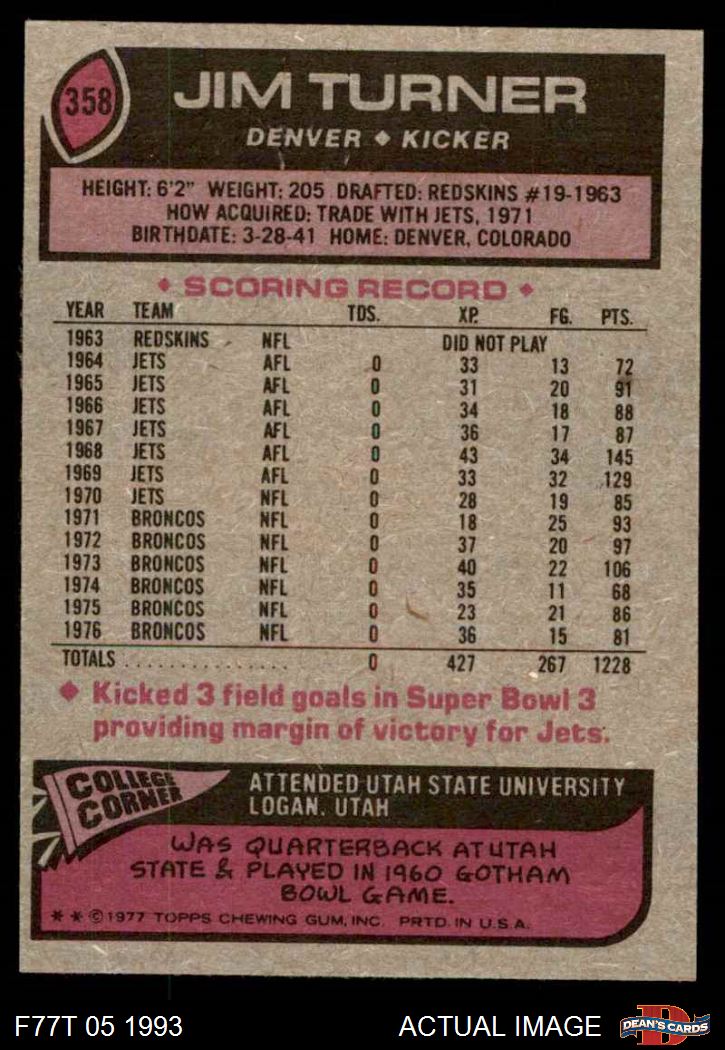 358
JIM TURNER
DENVER ◆ KICKER
HEIGHT: 6'2" WEIGHT: 205 DRAFTED: REDSKINS #19-1963
HOW ACQUIRED: TRADE WITH JETS, 1971
BIRTHDATE: 3-28-41 HOME: DENVER, COLORADO
◆ SCORING RECORD ◆
YEAR TEAM TDS. XP. FG. PTS.
1963 REDSKINS NFL DID NOT PLAY
1964 JETS AFL 0 33 13 72
1965 JETS AFL 0 31 20 91
1966 JETS AFL 0 34 18 88
1967 JETS AFL 0 36 17 87
1968 JETS AFL 0 43 34 145
1969 JETS AFL 0 33 32 129
1970 JETS NFL 0 28 19 85
1971 BRONCOS NFL 0 18 25 93
1972 BRONCOS NFL 0 37 20 97
1973 BRONCOS NFL 0 40 22 106
1974 BRONCOS NFL 0 35 11 68
1975 BRONCOS NFL 0 23 21 86
1976 BRONCOS NFL 0 36 15 81
TOTALS . . . . . . . . . . . . . . . 0 427 267 1228
◆ Kicked 3 field goals in Super Bowl 3
providing margin of victory for Jets.
COLLEGE
CORNER
ATTENDED UTAH STATE UNIVERSITY
LOGAN, UTAH
WAS QUARTERBACK AT UTAH
STATE & PLAYED IN 1960 GOTHAM
BOWL GAME.
* * © 1977 TOPPS CHEWING GUM, INC. PRTD. IN U.S.A.
F77T 05 1993
ACTUAL IMAGE
D
DEAN'S CARDS